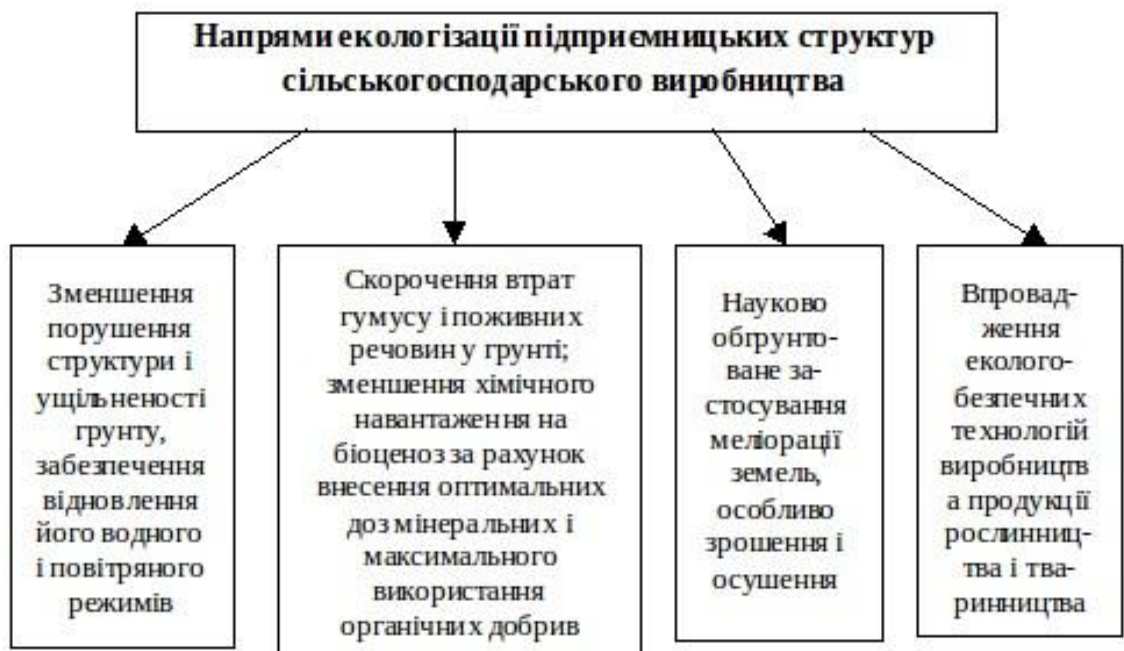 Напрями екологізації підприємницьких структур
сільськогосподарського виробництва
Зменшення
порушення
структури і
ущільненості
грунту,
забезпечення
відновлення
його водного
і повітряного
режимів
Скорочення втрат
гумусу і поживних
речовин у грунті;
зменшення хімічного
навантаження на
біоценоз за рахунок
внесення оптимальних
доз мінеральних і
максимального
використання
органічних добрив
Науково
обґрунто-
ване за-
стосування
меліорації
земель,
особливо
зрошення і
осушення
Впровад-
ження
еколого-
безпечних
технологій
виробництв
а продукції
рослинниц-
тва і тва-
ринництва